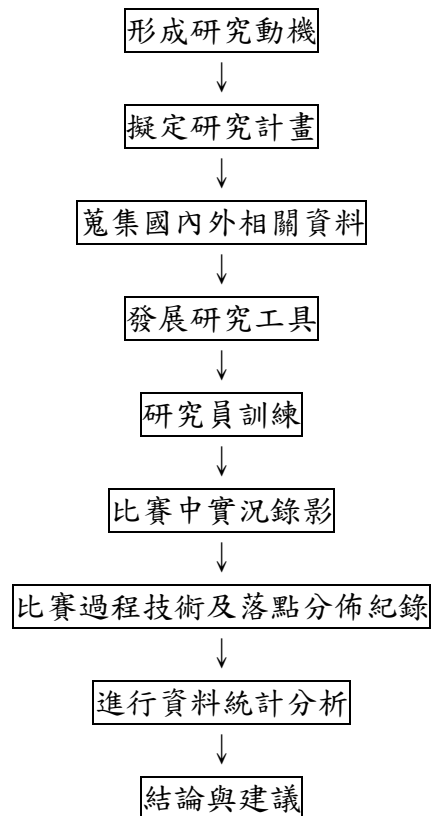 形成研究動機
↓
擬定研究計畫
↓
蒐集國內外相關資料
↓
發展研究工具
↓
研究員訓練
↓
比賽中實況錄影
↓
比賽過程技術及落點分佈紀錄
↓
進行資料統計分析
↓
結論與建議